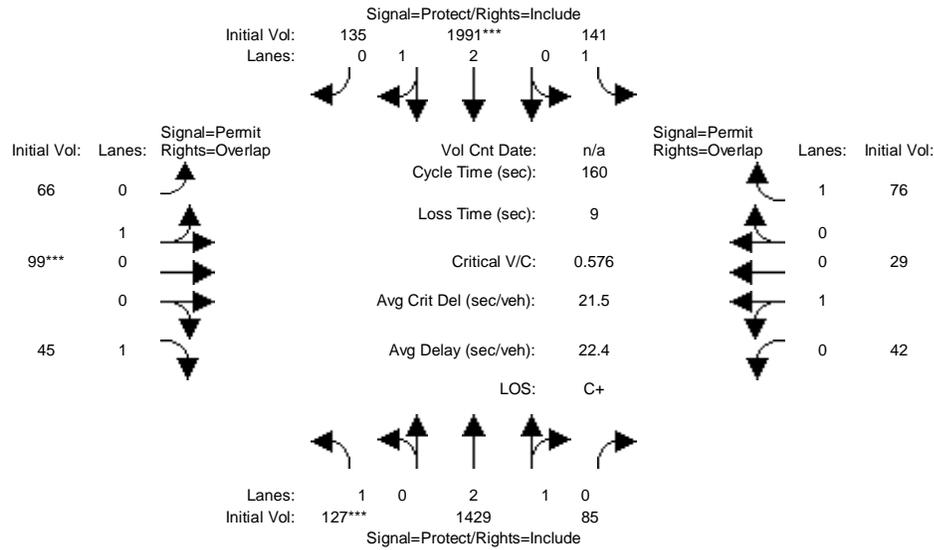 Signal=Protect/Rights=Include
Initial Vol: 135 1991*** 141
Lanes: 0 1 2 0 1
Signal=Permit Signal=Permit
Initial Vol: Lanes: Rights=Overlap Vol Cnt Date: n/a Rights=Overlap Lanes: Initial Vol:
Cycle Time (sec): 160
66 0 1 76
Loss Time (sec): 9
1 0
99*** 0 Critical V/C: 0.576 0 29
0 Avg Crit Del (sec/veh): 21.5 1
45 1 Avg Delay (sec/veh): 22.4 0 42
LOS: C+
Lanes: 1 0 2 1 0
Initial Vol: 127*** 1429 85
Signal=Protect/Rights=Include